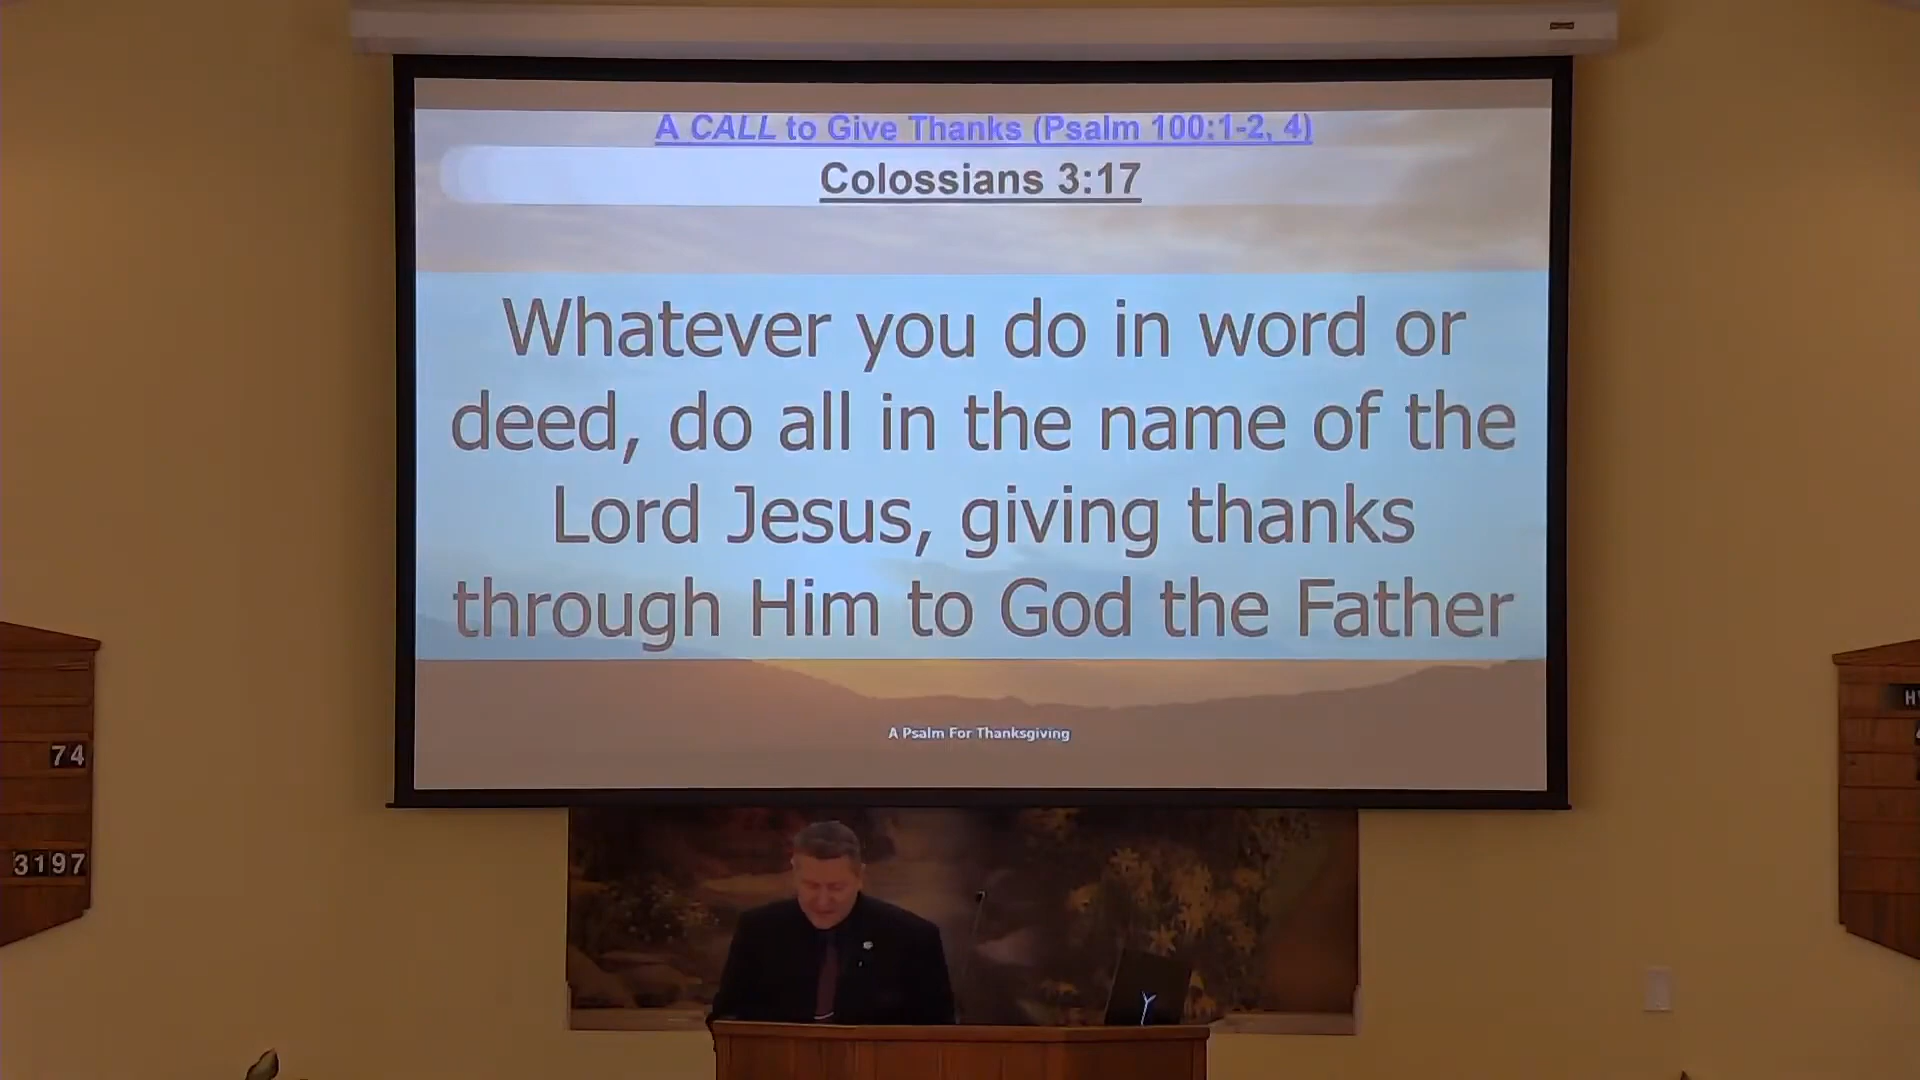 A CALL to Give Thanks (Psalm 100:1-2, 4)
Colossians 3:17
Whatever you do in word or
deed, do all in the name of the
Lord Jesus, giving thanks
through Him to God the Father
A Psalm For Thanksgiving
74
3197